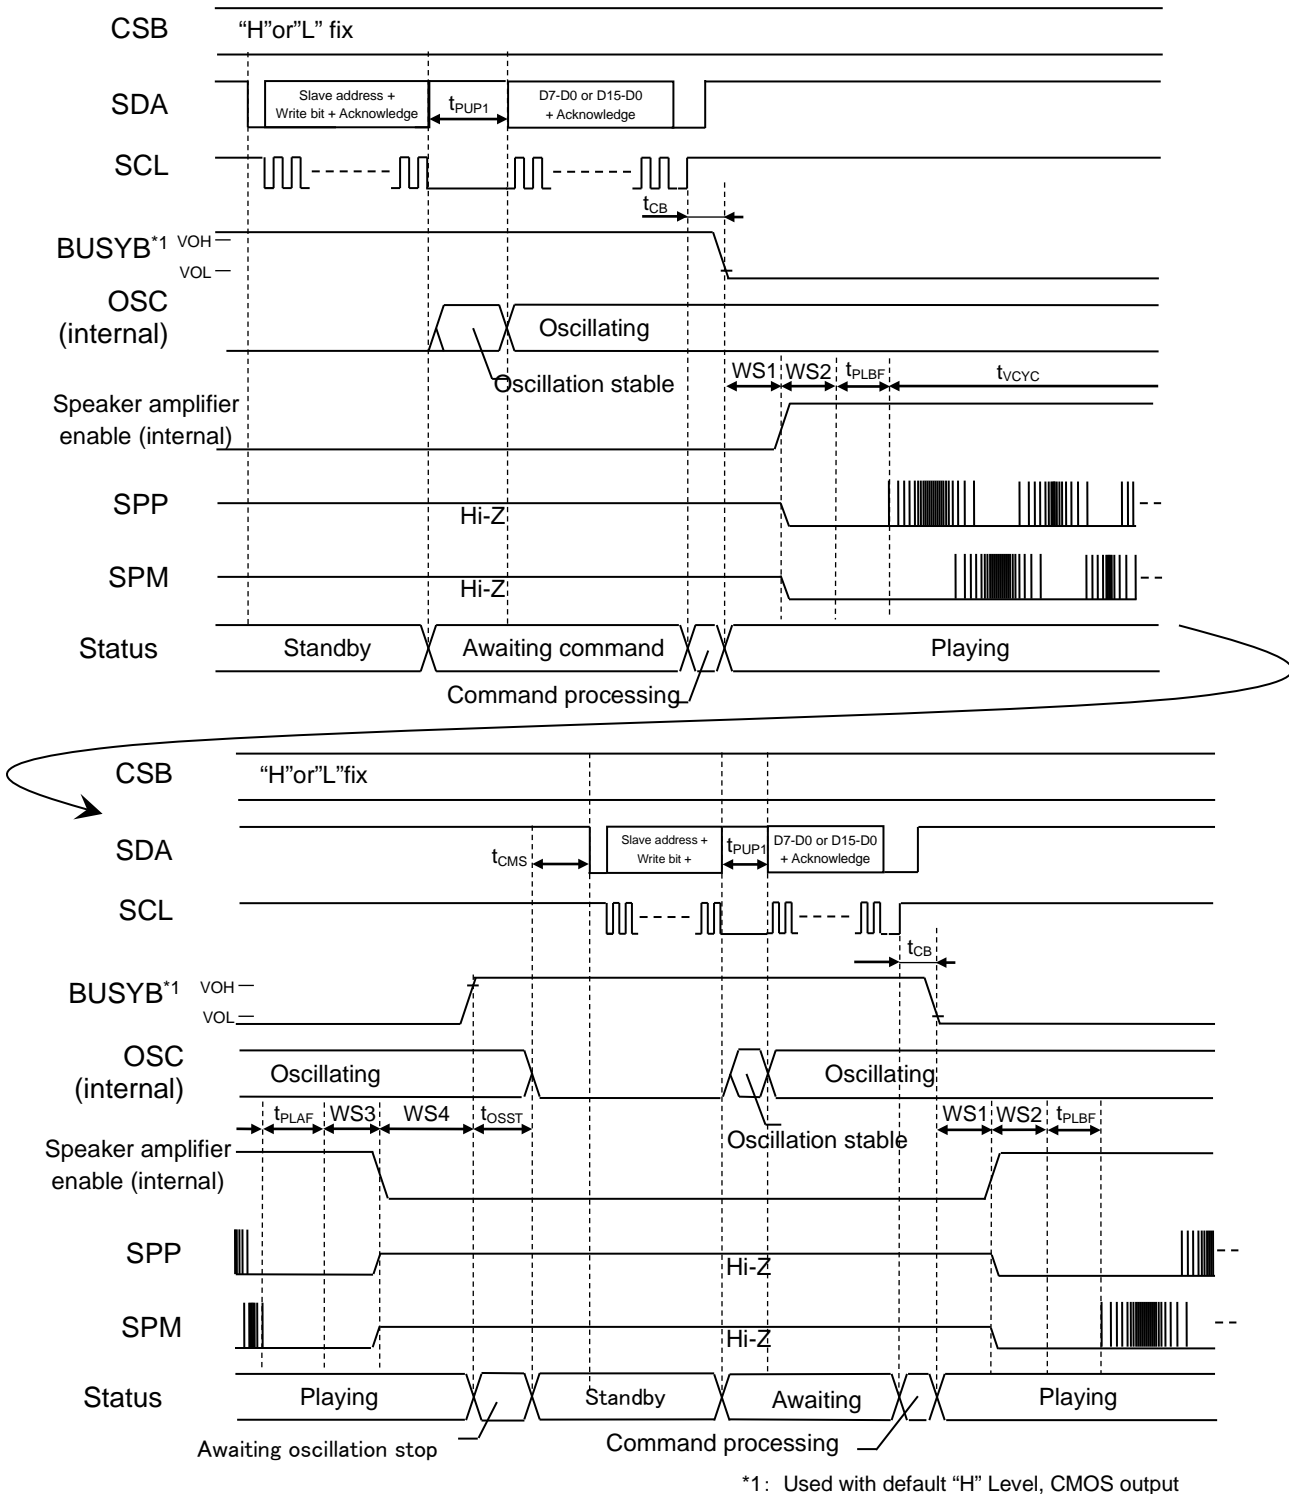 CSB
“H”or”L” fix
SDA
Slave address +
Write bit + Acknowledge
tPUP1
D7-D0 or D15-D0
+ Acknowledge
SCL
tCB
BUSYB*1
VOH
VOL
OSC
(internal)
Oscillating
Oscillation stable
WS1
WS2
tPLBF
tVCYC
Speaker amplifier
enable (internal)
SPP
Hi-Z
SPM
Hi-Z
Status
Standby
Awaiting command
Playing
Command processing
CSB
“H”or”L”fix
SDA
tCMS
Slave address +
Write bit +
tPUP1
D7-D0 or D15-D0
+ Acknowledge
SCL
tCB
BUSYB*1
VOH
VOL
OSC
(internal)
Oscillating
Oscillating
tPLAF
WS3
WS4
tOSST
Oscillation stable
WS1
WS2
tPLBF
Speaker amplifier
enable (internal)
SPP
Hi-Z
SPM
Hi-Z
Status
Playing
Standby
Awaiting
Playing
Awaiting oscillation stop
Command processing
*1: Used with default “H” Level, CMOS output